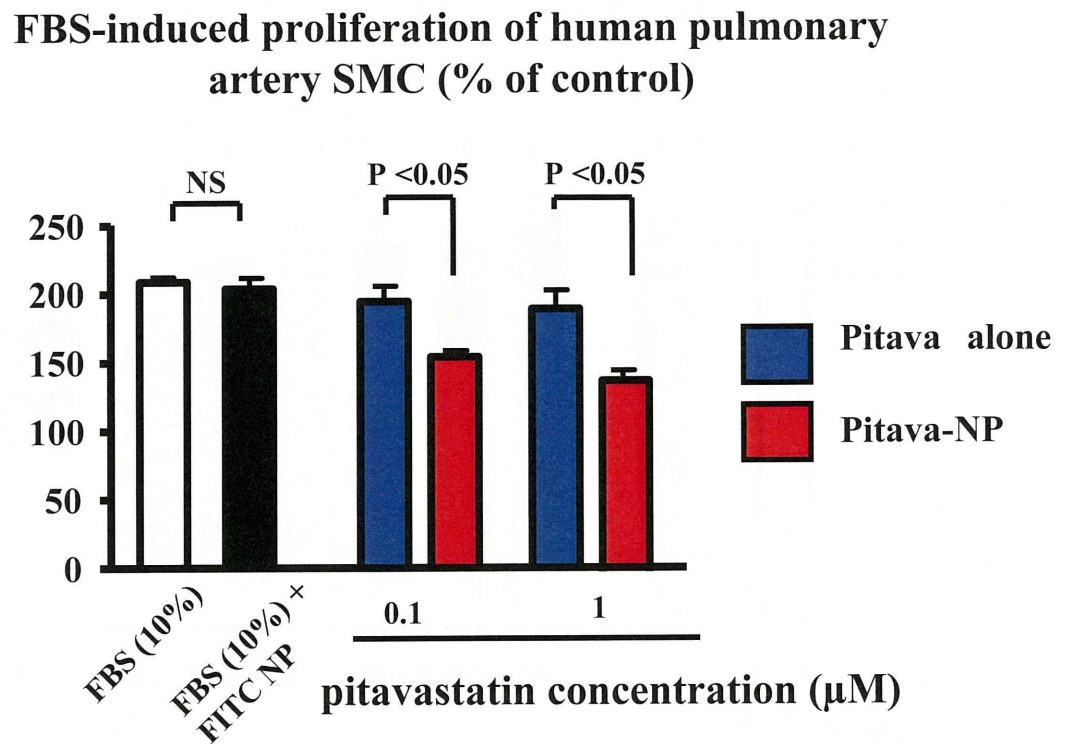 FBS-induced proliferation of human pulmonary
artery SMC (% of control)
NS
P <0.05
P <0.05
250
200
150
100
50
0
FBS (10%)
FBS (10%) +
FITC NP
0.1
1
pitavastatin concentration (μM)
Pitava alone
Pitava-NP